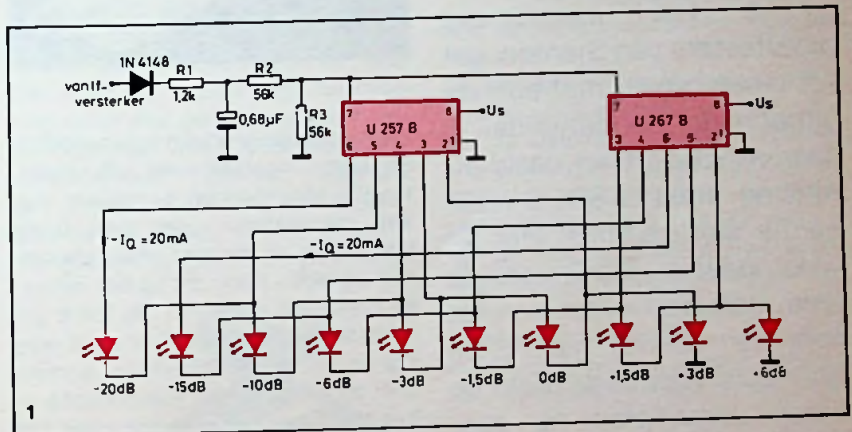 1N4148
R1
1,2k
R2
56k
van lf-
versterker
0,68µF
R3
56k
7
8
Us
U 257 B
6 5 4 3 2 1
7
8
Us
U 267 B
3 4 6 5 2 1
-IQ = 20mA
-IQ = 20mA
-20dB
-15dB
-10dB
-6dB
-3dB
-1,5dB
0dB
+1,5dB
+3dB
+6dB
1